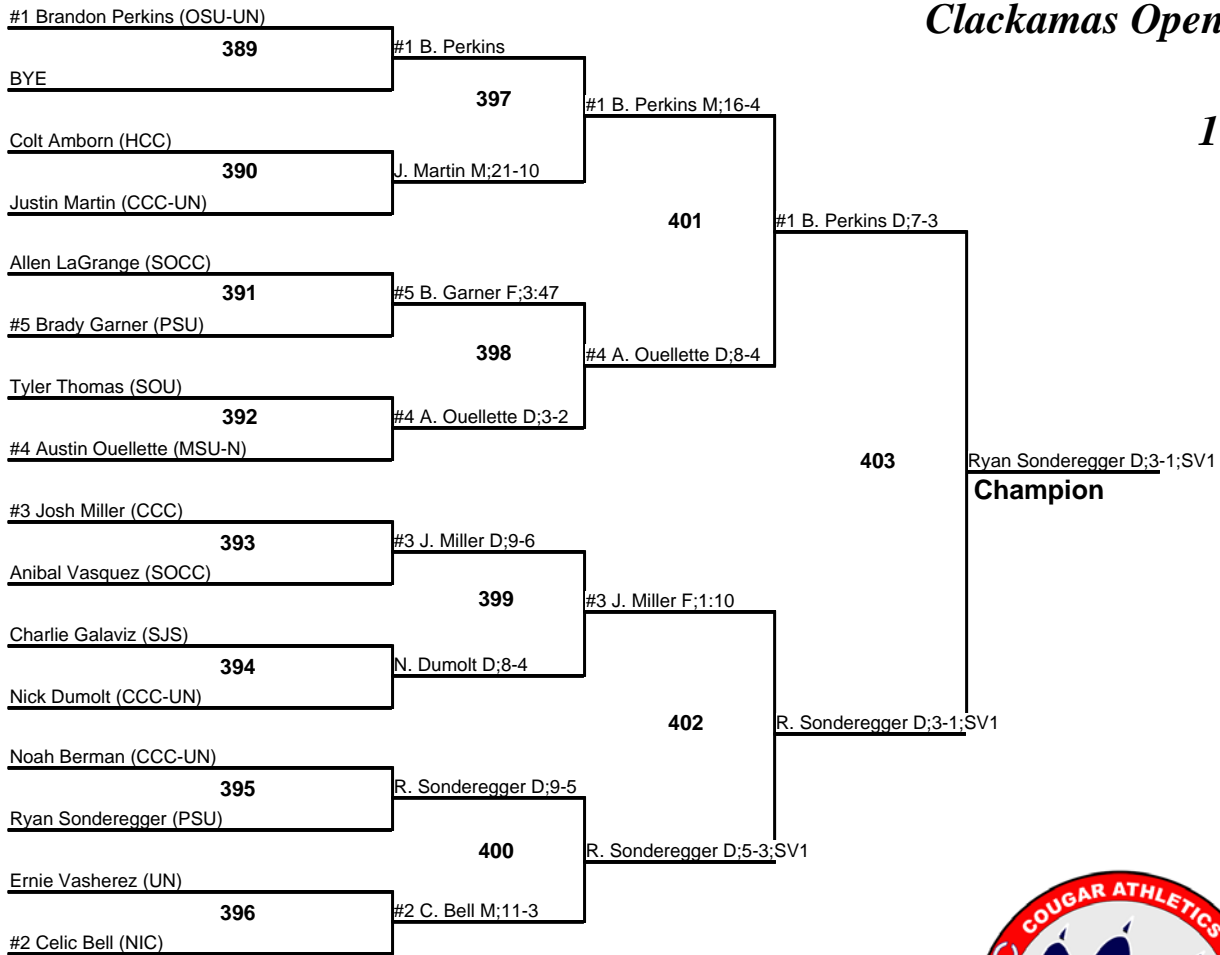 Clackamas Open
1
#1 Brandon Perkins (OSU-UN)
389
BYE
#1 B. Perkins
397
Colt Amborn (HCC)
390
Justin Martin (CCC-UN)
J. Martin M;21-10
#1 B. Perkins M;16-4
401
Allen LaGrange (SOCC)
391
#5 Brady Garner (PSU)
#5 B. Garner F;3:47
398
Tyler Thomas (SOU)
392
#4 Austin Ouellette (MSU-N)
#4 A. Ouellette D;3-2
#4 A. Ouellette D;8-4
#1 B. Perkins D;7-3
403
Ryan Sonderegger D;3-1;SV1
Champion
#3 Josh Miller (CCC)
393
Anibal Vasquez (SOCC)
#3 J. Miller D;9-6
399
Charlie Galaviz (SJS)
394
Nick Dumolt (CCC-UN)
N. Dumolt D;8-4
#3 J. Miller F;1:10
402
R. Sonderegger D;3-1;SV1
Noah Berman (CCC-UN)
395
Ryan Sonderegger (PSU)
R. Sonderegger D;9-5
400
R. Sonderegger D;5-3;SV1
Ernie Vasherez (UN)
396
#2 Celic Bell (NIC)
#2 C. Bell M;11-3
COUGAR ATHLETICS